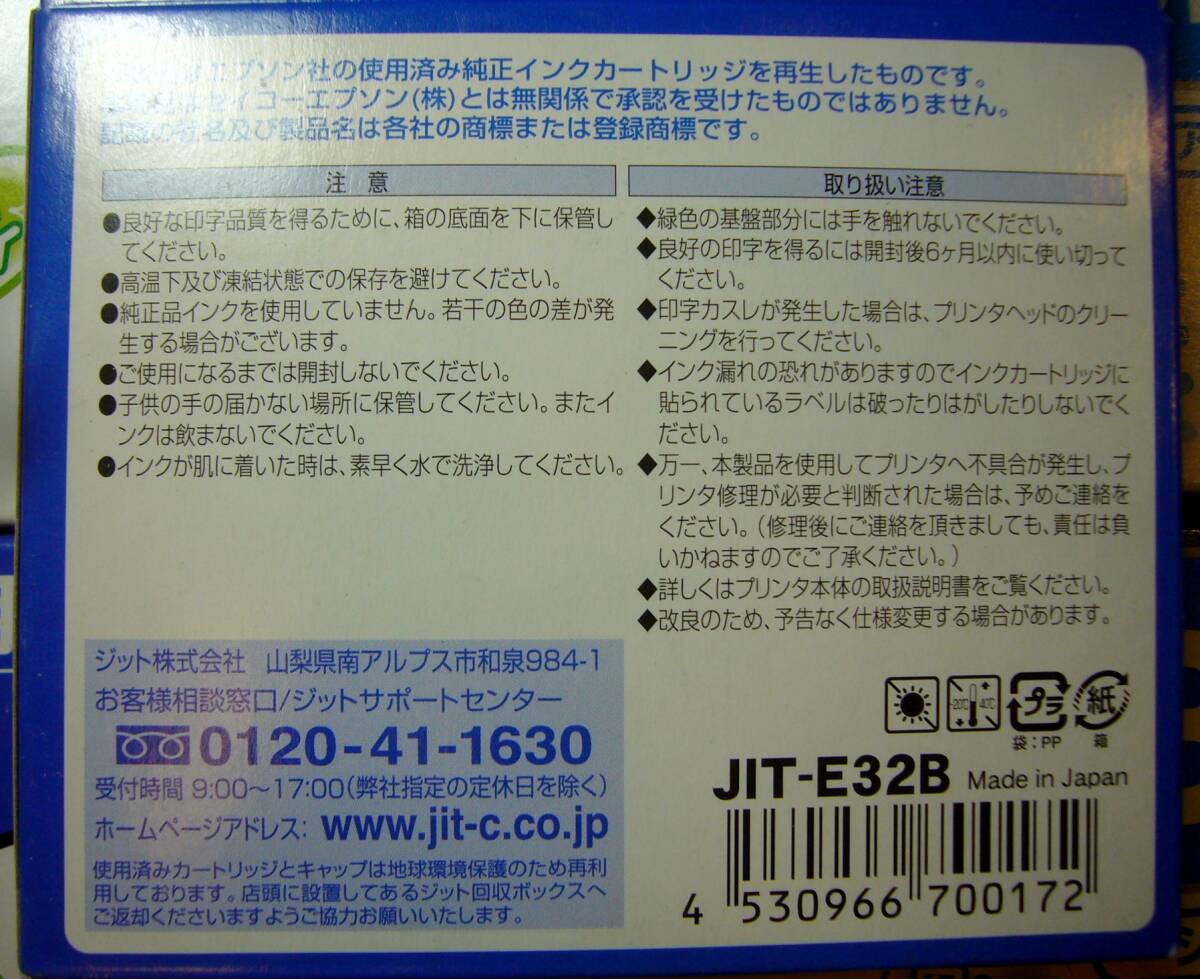 エプソン社の使用済み純正インクカートリッジを再生したものです。
セイコーエプソン(株)とは無関係で承認を受けたものではありません。
記載の社名及び製品名は各社の商標または登録商標です。
注 意
●良好な印字品質を得るために、箱の底面を下に保管し
てください。
●高温下及び凍結状態での保存を避けてください。
●純正品インクを使用していません。若干の色の差が発
生する場合がございます。
●ご使用になるまでは開封しないでください。
●子供の手の届かない場所に保管してください。またイ
ンクは飲まないでください。
●インクが肌に着いた時は、素早く水で洗浄してください。
取り扱い注意
◆緑色の基盤部分には手を触れないでください。
◆良好の印字を得るには開封後6ヶ月以内に使い切って
ください。
◆印字カスレが発生した場合は、プリンタヘッドのクリー
ニングを行ってください。
◆インク漏れの恐れがありますのでインクカートリッジに
貼られているラベルは破ったりはがしたりしないでく
ださい。
◆万一、本製品を使用してプリンタへ不具合が発生し、プ
リンタ修理が必要と判断された場合は、予めご連絡を
ください。(修理後にご連絡を頂きましても、責任は負
いかねますのでご了承ください。)
◆詳しくはプリンタ本体の取扱説明書をご覧ください。
◆改良のため、予告なく仕様変更する場合があります。
ジット株式会社 山梨県南アルプス市和泉984-1
お客様相談窓口/ジットサポートセンター
0120-41-1630
受付時間 9:00～17:00(弊社指定の定休日を除く)
ホームページアドレス: www.jit-c.co.jp
使用済みカートリッジとキャップは地球環境保護のため再利
用しております。店頭に設置してあるジット回収ボックスへ
ご返却くださいますようご協力お願いいたします。
-20℃ 40℃
プラ 紙
袋:PP 箱
JIT-E32B Made in Japan
4 530966 700172